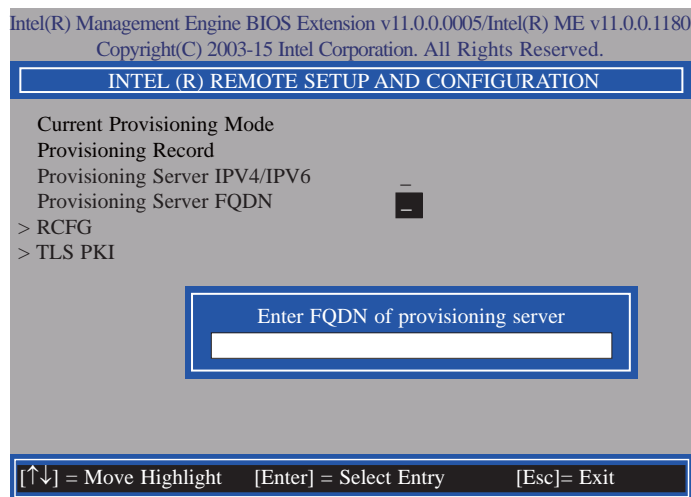 Intel(R) Management Engine BIOS Extension v11.0.0.0005/Intel(R) ME v11.0.0.1180
Copyright(C) 2003-15 Intel Corporation. All Rights Reserved.
INTEL (R) REMOTE SETUP AND CONFIGURATION
Current Provisioning Mode
Provisioning Record
Provisioning Server IPV4/IPV6 _
Provisioning Server FQDN _
> RCFG
> TLS PKI
Enter FQDN of provisioning server
[↑↓] = Move Highlight [Enter] = Select Entry [Esc]= Exit